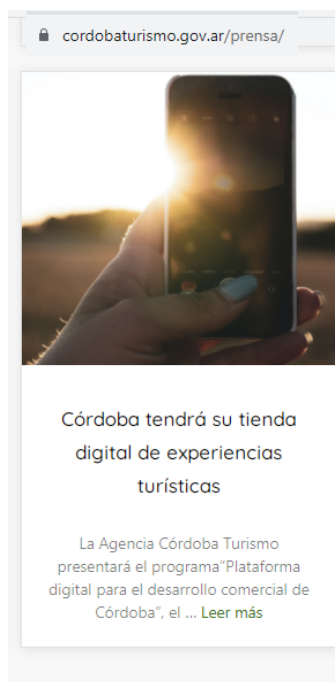 cordobaturismo.gov.ar/prensa/
Córdoba tendrá su tienda
digital de experiencias
turísticas
La Agencia Córdoba Turismo
presentará el programa"Plataforma
digital para el desarrollo comercial de
Córdoba", el ... Leer más